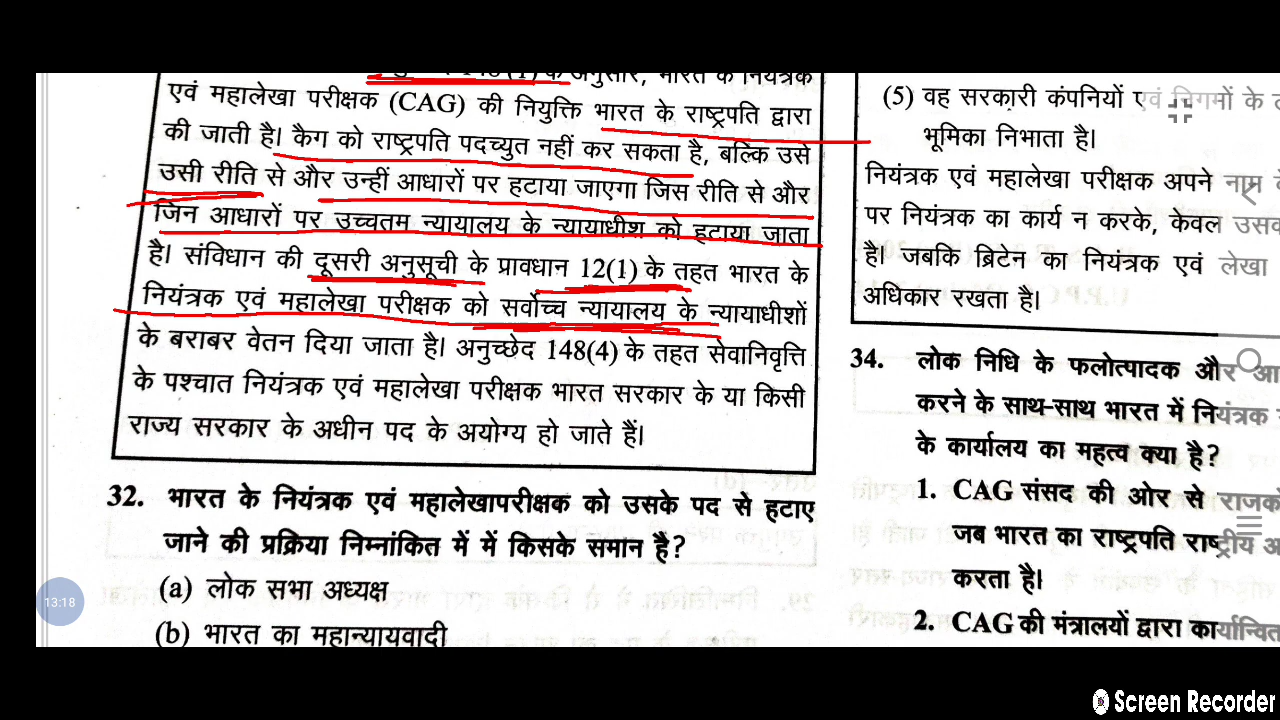 148(1) के अनुसार, भारत के नियंत्रक
एवं महालेखा परीक्षक (CAG) की नियुक्ति भारत के राष्ट्रपति द्वारा
की जाती है। कैग को राष्ट्रपति पदच्युत नहीं कर सकता है, बल्कि उसे
उसी रीति से और उन्हीं आधारों पर हटाया जाएगा जिस रीति से और
जिन आधारों पर उच्चतम न्यायालय के न्यायाधीश को हटाया जाता
है। संविधान की दूसरी अनुसूची के प्रावधान 12(1) के तहत भारत के
नियंत्रक एवं महालेखा परीक्षक को सर्वोच्च न्यायालय के न्यायाधीशों
के बराबर वेतन दिया जाता है। अनुच्छेद 148(4) के तहत सेवानिवृत्ति
के पश्चात नियंत्रक एवं महालेखा परीक्षक भारत सरकार के या किसी
राज्य सरकार के अधीन पद के अयोग्य हो जाते हैं।
32. भारत के नियंत्रक एवं महालेखापरीक्षक को उसके पद से हटाए
जाने की प्रक्रिया निम्नांकित में में किसके समान है?
(a) लोक सभा अध्यक्ष
(b) भारत का महान्यायवादी
(5) वह सरकारी कंपनियों एवं निगमों के
भूमिका निभाता है।
नियंत्रक एवं महालेखा परीक्षक अपने नाम
पर नियंत्रक का कार्य न करके, केवल
है। जबकि ब्रिटेन का नियंत्रक एवं लेखा
अधिकार रखता है।
34. लोक निधि के फलोत्पादक और
करने के साथ-साथ भारत में नियंत्रक
के कार्यालय का महत्व क्या है?
1. CAG संसद की ओर से
जब भारत का राष्ट्रपति राष्ट्रीय
करता है।
2. CAG की मंत्रालयों द्वारा कार्यान्वित
13:18
Screen Recorder